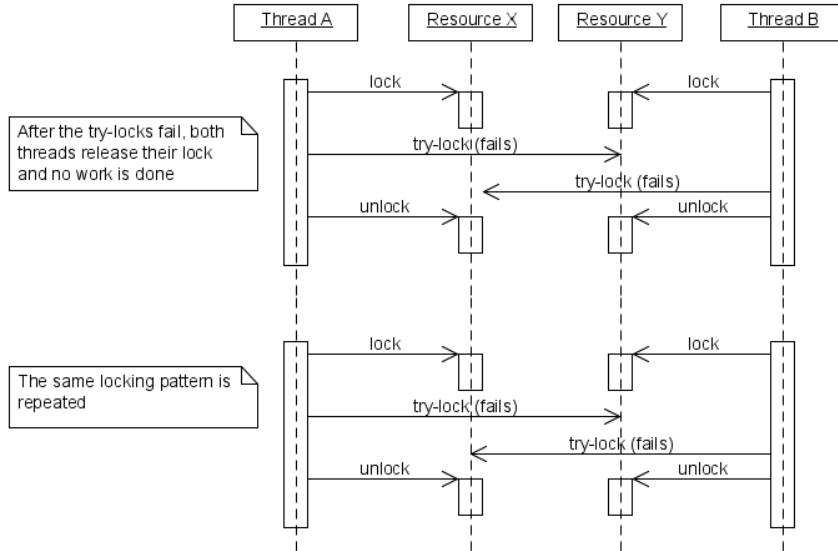 Thread A
Resource X
Resource Y
Thread B
lock
lock
After the try-locks fail, both
threads release their lock
and no work is done
try-lock (fails)
try-lock (fails)
unlock
unlock
lock
lock
The same locking pattern is
repeated
try-lock (fails)
try-lock (fails)
unlock
unlock